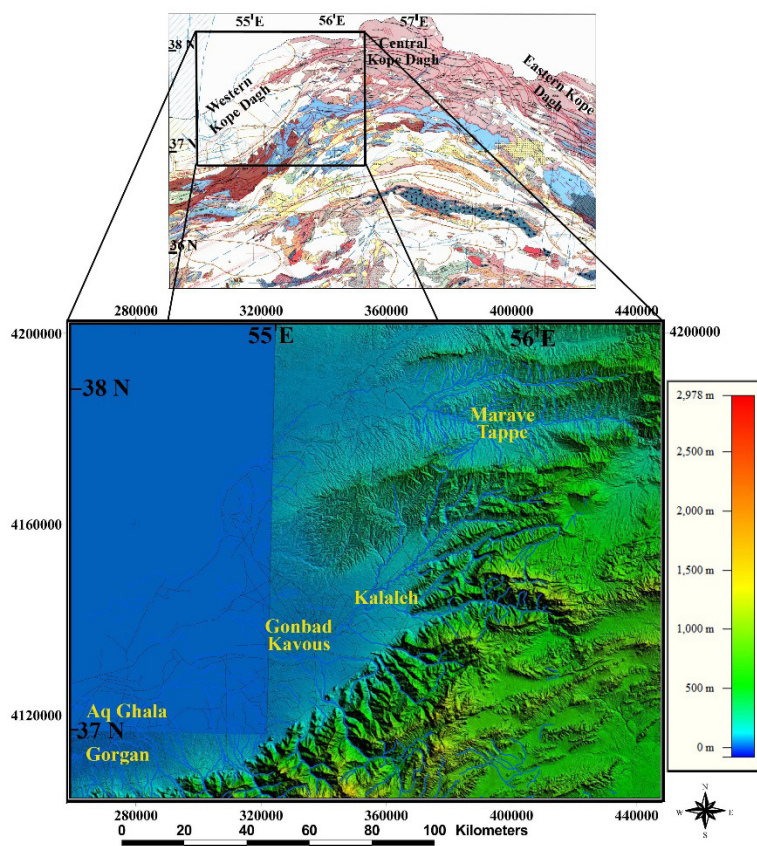 55 E 56 E 57 E
38 N
Central
Kope Dagh
Eastern Kope
Dagh
Western
Kope Dagh
37 N
36 N
280000 320000 360000 400000 440000
4200000 4200000
55 E 56 E
38 N
Marave
Tappe
4160000
Kalaleh
Gonbad
Kavous
4120000
Aq Ghala
37 N
Gorgan
280000 320000 360000 400000 440000
0 20 40 60 80 100 Kilometers
2,978 m
2,500 m
2,000 m
1,500 m
1,000 m
500 m
0 m
N
W E
S